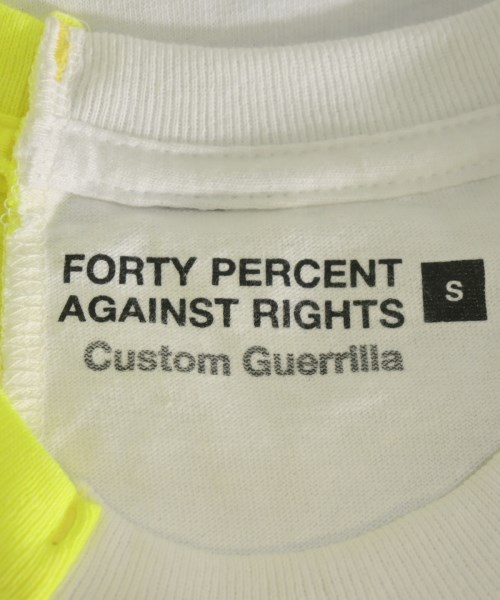 FORTY PERCENT
AGAINST RIGHTS
S
Custom Guerrilla